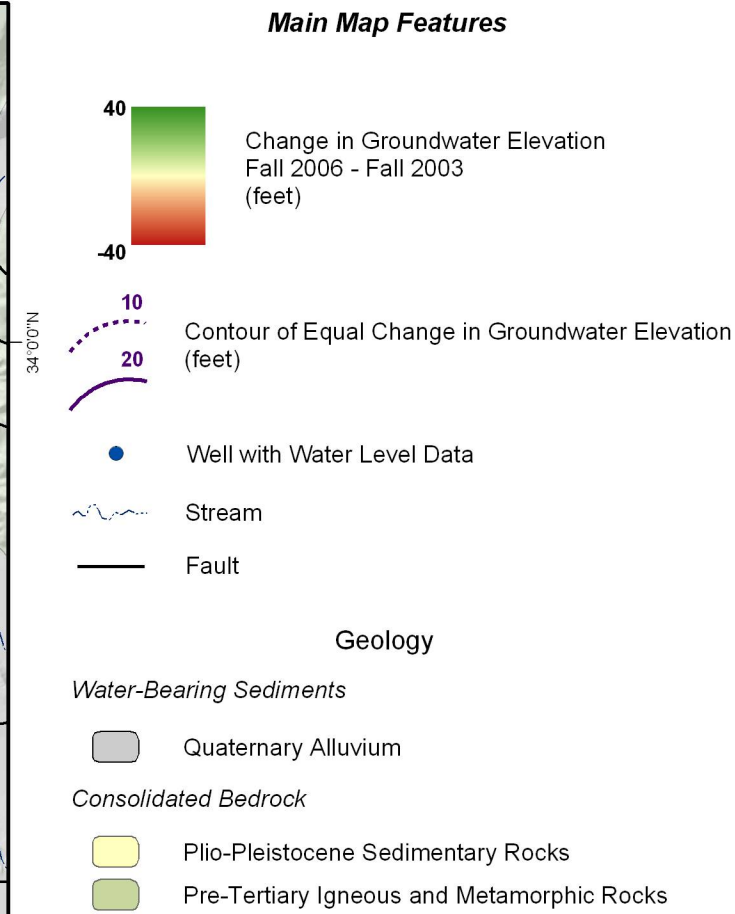 Main Map Features
40
Change in Groundwater Elevation
Fall 2006 - Fall 2003
(feet)
-40
34°0'0"N
10
Contour of Equal Change in Groundwater Elevation
20
(feet)
Well with Water Level Data
Stream
Fault
Geology
Water-Bearing Sediments
Quaternary Alluvium
Consolidated Bedrock
Plio-Pleistocene Sedimentary Rocks
Pre-Tertiary Igneous and Metamorphic Rocks